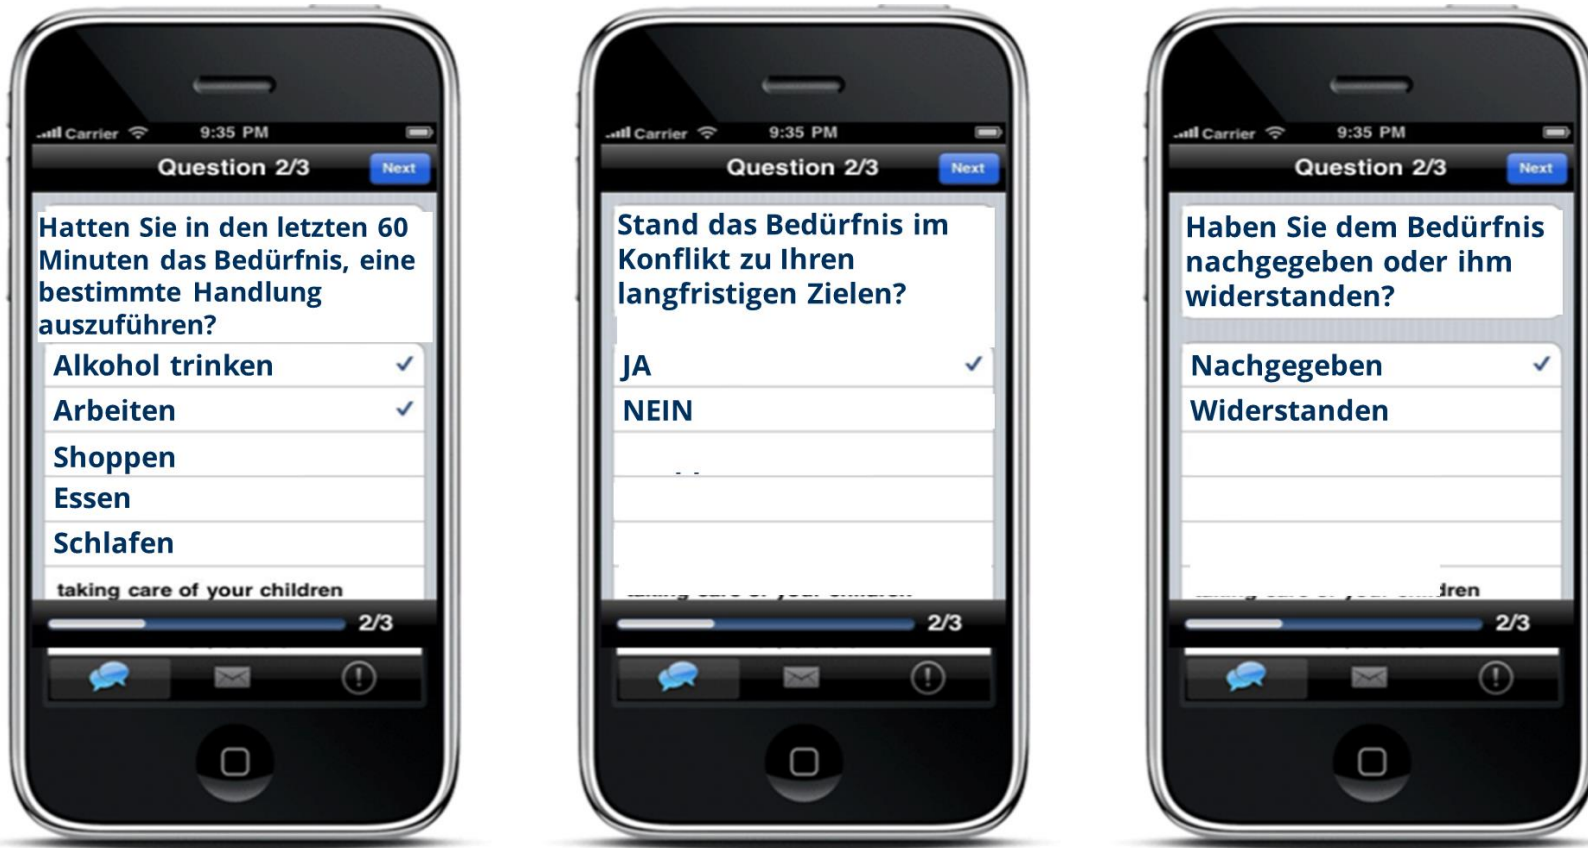 Carrier
9:35 PM
Question 2/3
Next
Hatten Sie in den letzten 60
Minuten das Bedürfnis, eine
bestimmte Handlung
auszuführen?
Alkohol trinken
Arbeiten
Shoppen
Essen
Schlafen
taking care of your children
2/3
Carrier
9:35 PM
Question 2/3
Next
Stand das Bedürfnis im
Konflikt zu Ihren
langfristigen Zielen?
JA
NEIN
2/3
Carrier
9:35 PM
Question 2/3
Next
Haben Sie dem Bedürfnis
nachgegeben oder ihm
widerstanden?
Nachgegeben
Widerstanden
2/3